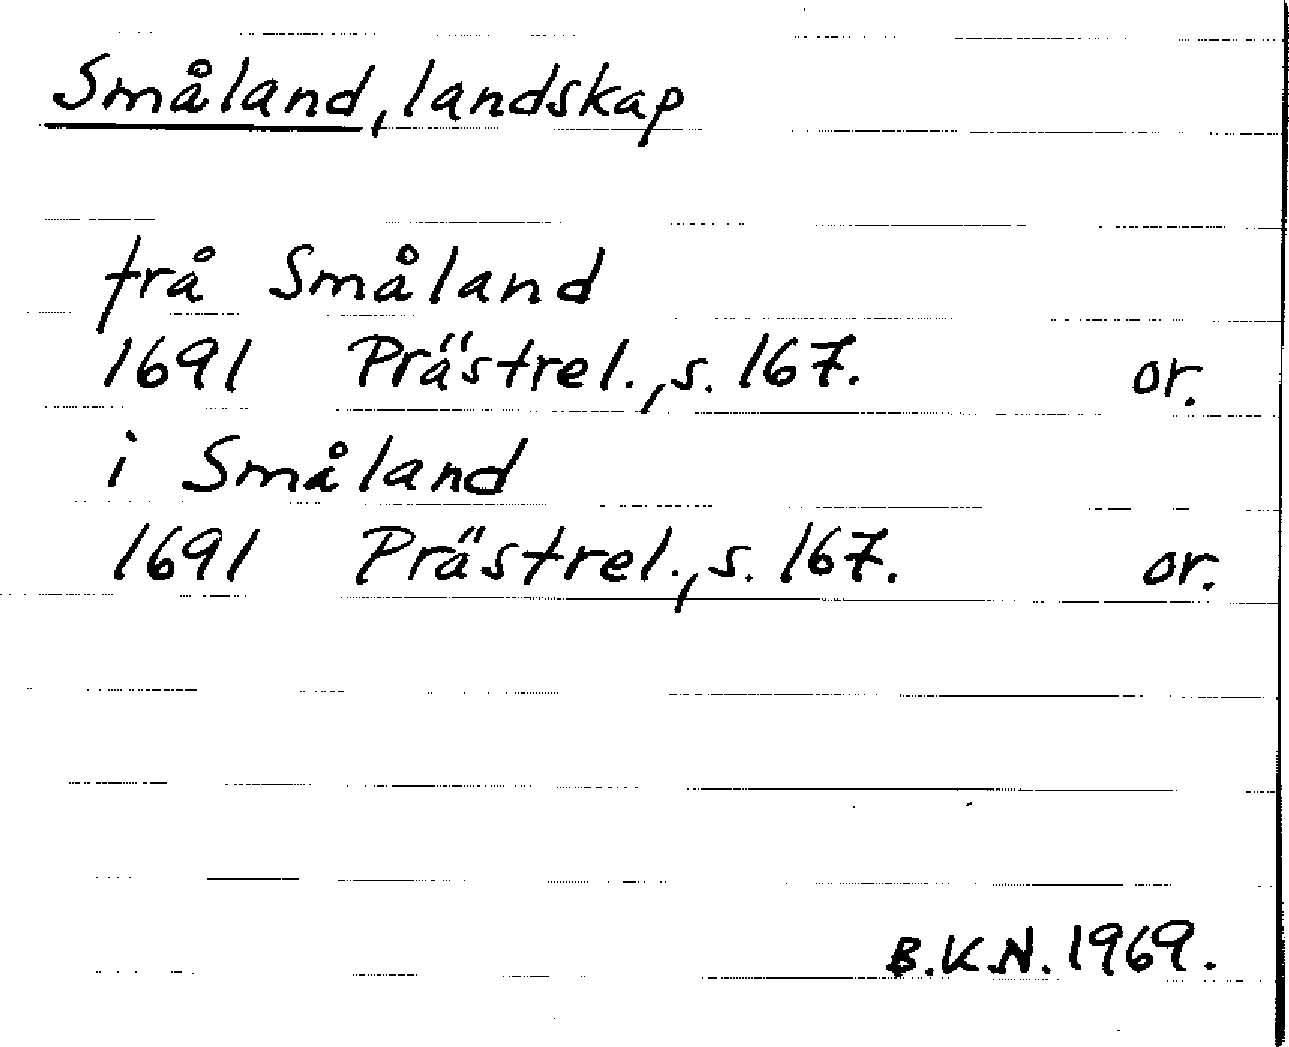 Småland, landskap
frå Småland
1691 Prästrel., s. 167. or.
i Småland
1691 Prästrel., s. 167. or.
B.K.N. 1969.